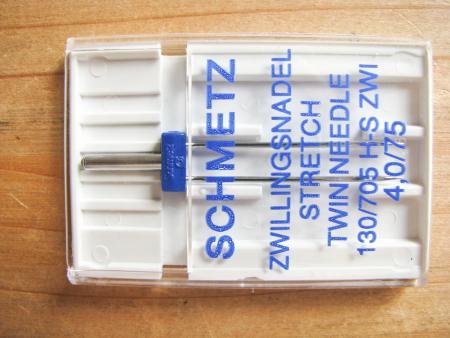 SCHMETZ
ZWILLINGSNADEL
STRETCH
TWIN NEEDLE
130/705 H-S ZWI
4,0/75